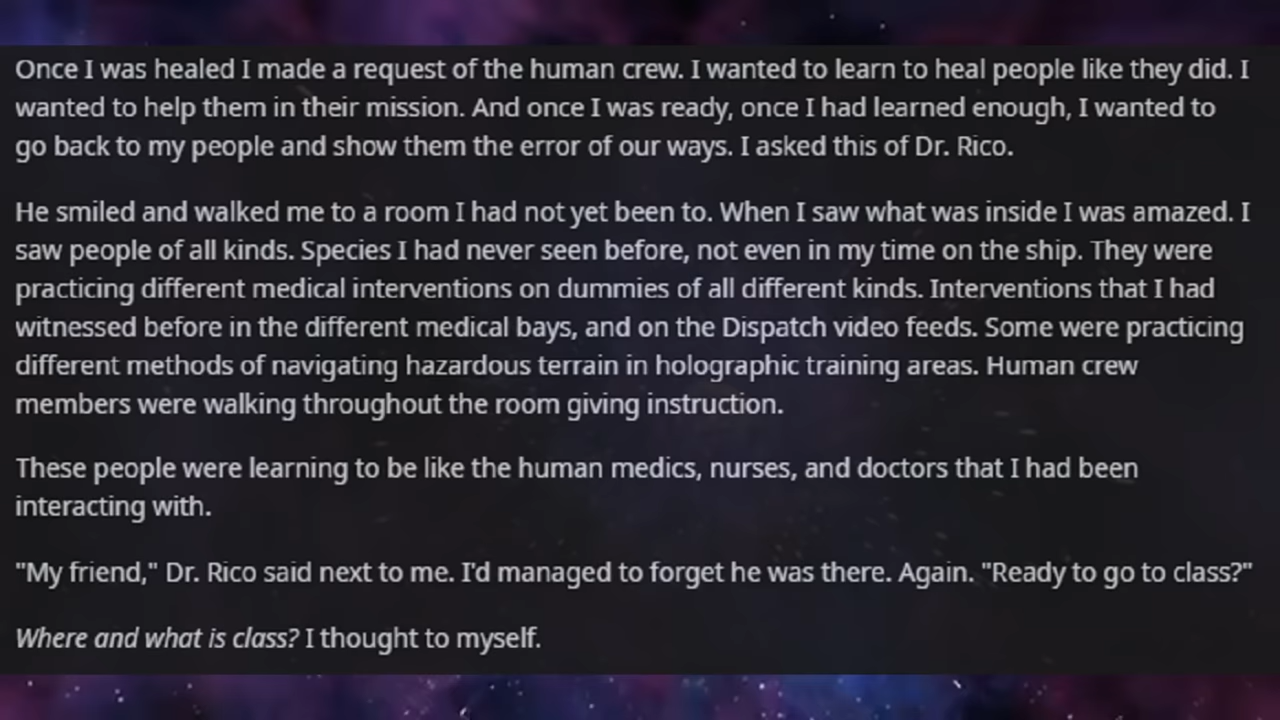 Once I was healed I made a request of the human crew. I wanted to learn to heal people like they did. I
wanted to help them in their mission. And once I was ready, once I had learned enough, I wanted to
go back to my people and show them the error of our ways. I asked this of Dr. Rico.
He smiled and walked me to a room I had not yet been to. When I saw what was inside I was amazed. I
saw people of all kinds. Species I had never seen before, not even in my time on the ship. They were
practicing different medical interventions on dummies of all different kinds. Interventions that I had
witnessed before in the different medical bays, and on the Dispatch video feeds. Some were practicing
different methods of navigating hazardous terrain in holographic training areas. Human crew
members were walking throughout the room giving instruction.
These people were learning to be like the human medics, nurses, and doctors that I had been
interacting with.
"My friend," Dr. Rico said next to me. I'd managed to forget he was there. Again. "Ready to go to class?"
Where and what is class? I thought to myself.